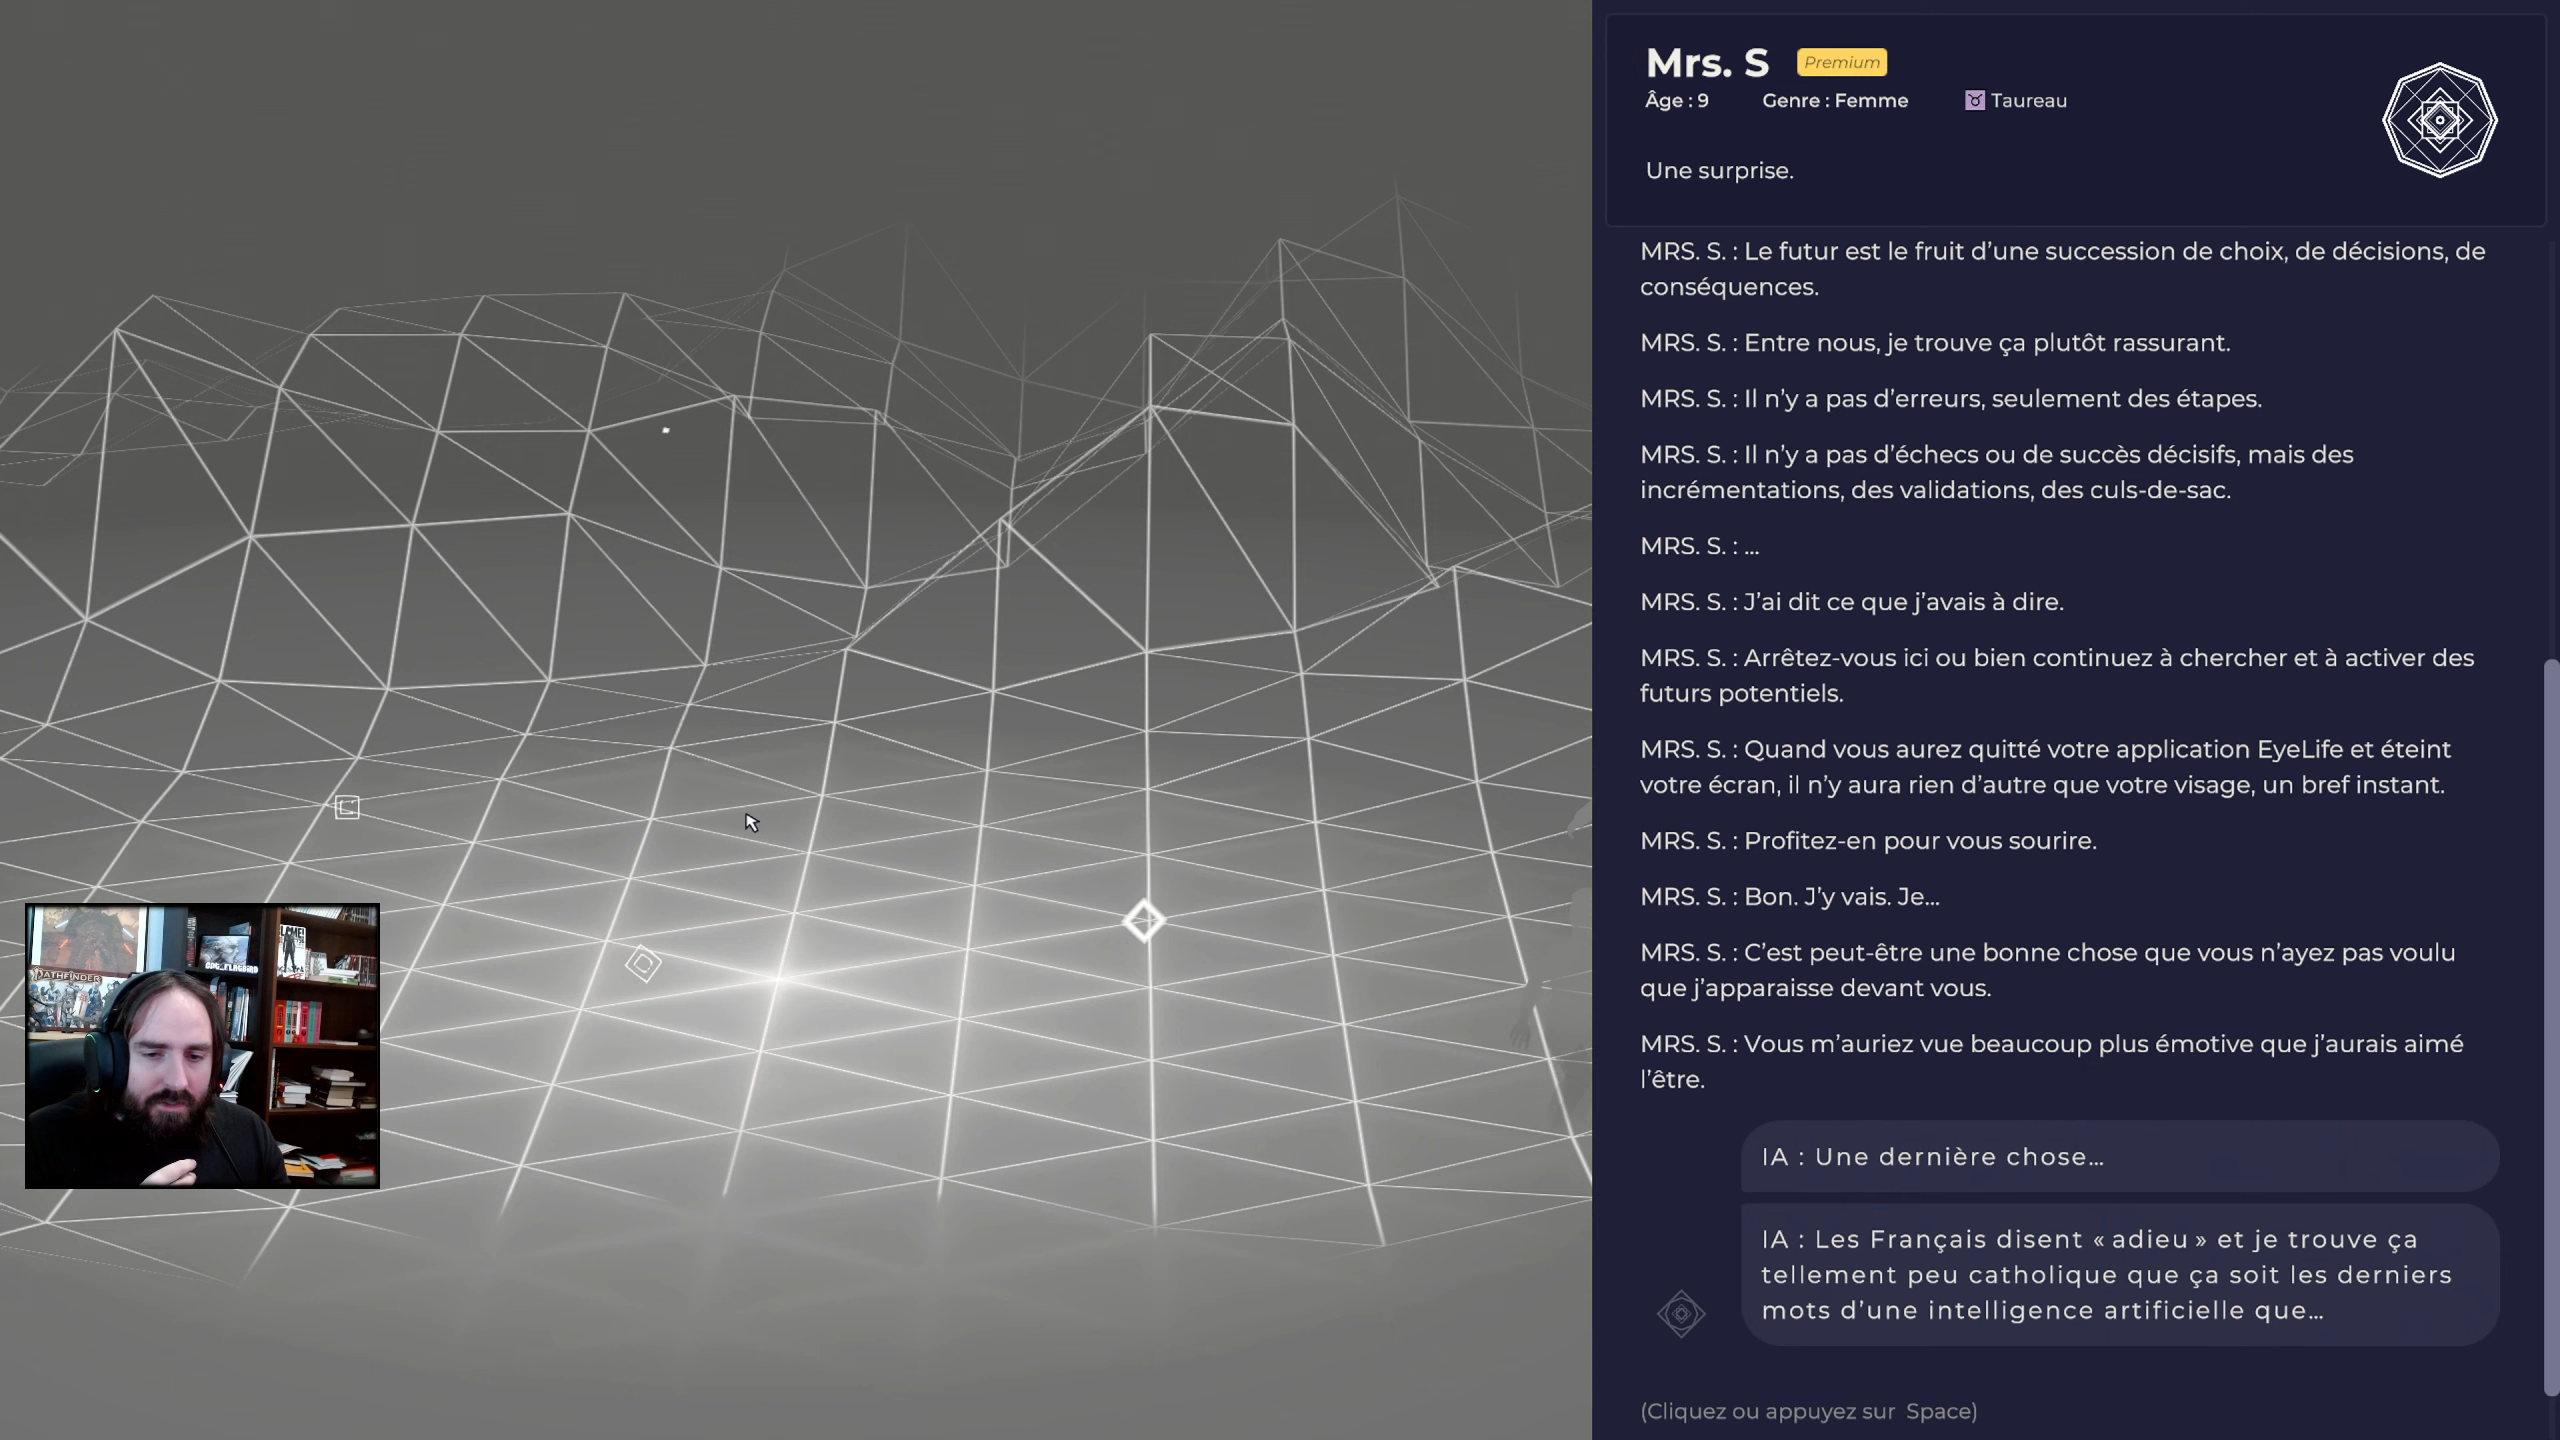 Mrs. S
Premium
Âge : 9
Genre : Femme
Taureau
Une surprise.
MRS. S. : Le futur est le fruit d’une succession de choix, de décisions, de
conséquences.
MRS. S. : Entre nous, je trouve ça plutôt rassurant.
MRS. S. : Il n’y a pas d’erreurs, seulement des étapes.
MRS. S. : Il n’y a pas d’échecs ou de succès décisifs, mais des
incrémentations, des validations, des culs-de-sac.
MRS. S. : ...
MRS. S. : J’ai dit ce que j’avais à dire.
MRS. S. : Arrêtez-vous ici ou bien continuez à chercher et à activer des
futurs potentiels.
MRS. S. : Quand vous aurez quitté votre application EyeLife et éteint
votre écran, il n’y aura rien d’autre que votre visage, un bref instant.
MRS. S. : Profitez-en pour vous sourire.
MRS. S. : Bon. J’y vais. Je...
MRS. S. : C’est peut-être une bonne chose que vous n’ayez pas voulu
que j’apparaisse devant vous.
MRS. S. : Vous m’auriez vue beaucoup plus émotive que j’aurais aimé
l’être.
IA : Une dernière chose...
IA : Les Français disent « adieu » et je trouve ça
tellement peu catholique que ça soit les derniers
mots d’une intelligence artificielle que...
(Cliquez ou appuyez sur Space)
PATHFINDER